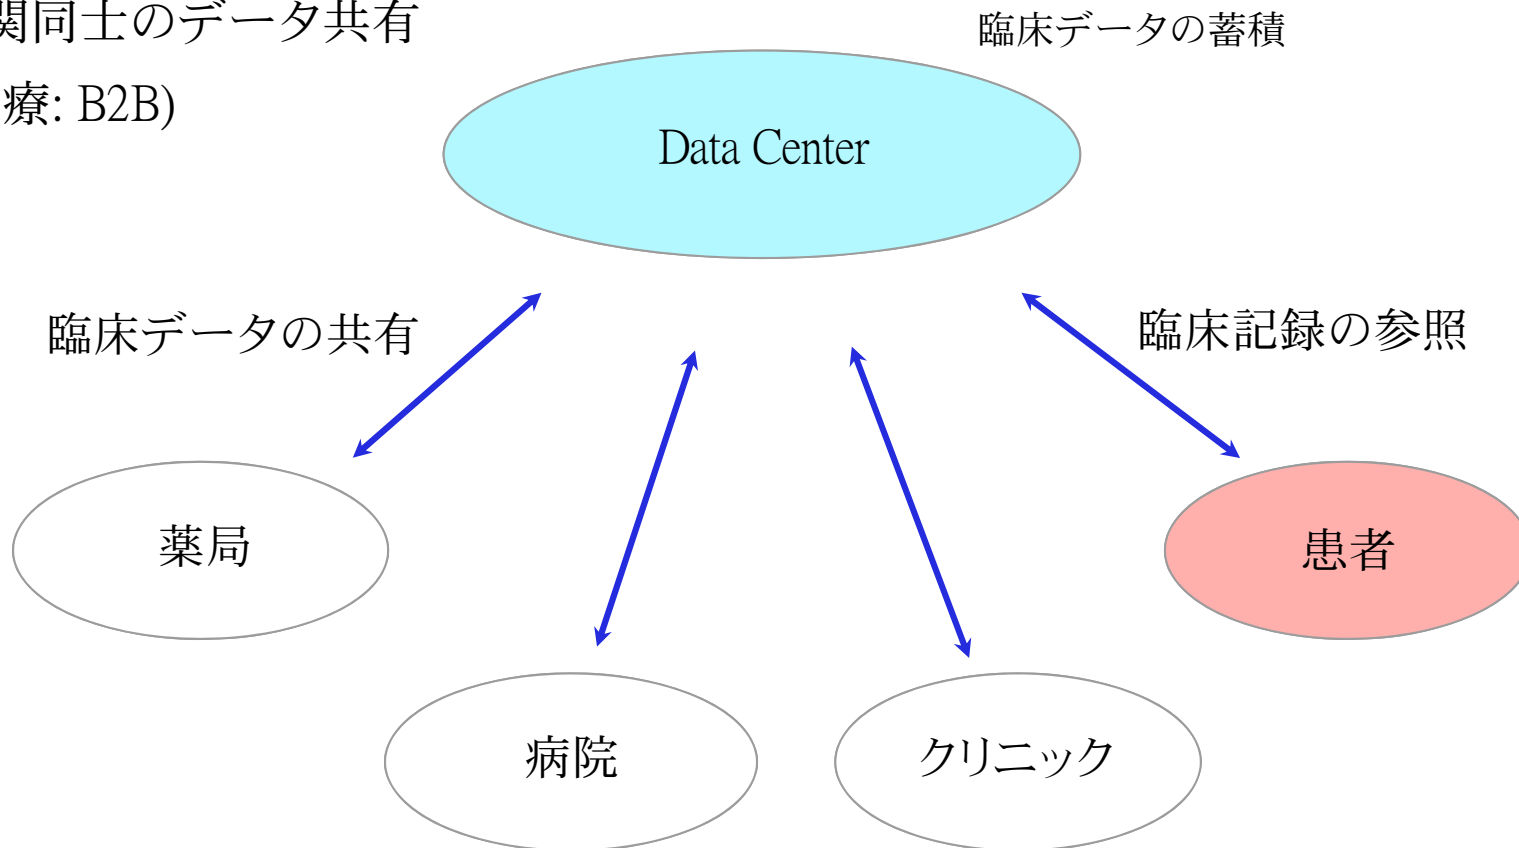 関同士のデータ共有
療: B2B)
臨床データの蓄積
Data Center
臨床データの共有
臨床記録の参照
薬局
患者
病院
クリニック